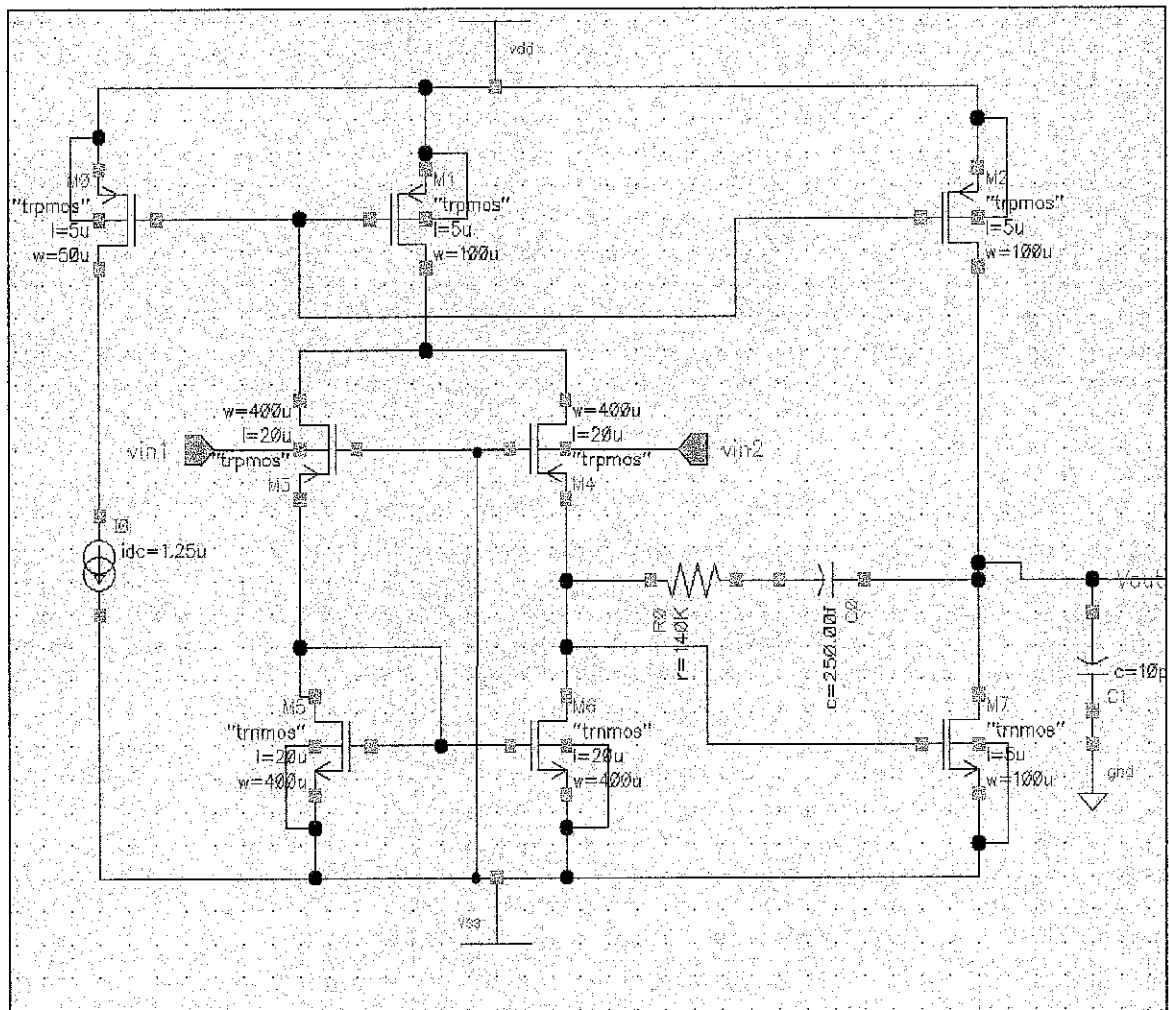 vdd
M0
"trpmos"
l=5u
w=50u
M1
"trpmos"
l=5u
w=100u
M2
"trpmos"
l=5u
w=100u
w=400u
l=20u
"trpmos"
M3
vin1
w=400u
l=20u
"trpmos"
M4
vin2
I0
idc=1.25u
R0
r=140K
C0
c=250.00f
vout
c=10p
C1
gnd
M5
"trnmos"
l=20u
w=400u
M6
"trnmos"
l=20u
w=400u
M7
"trnmos"
l=5u
w=100u
vss